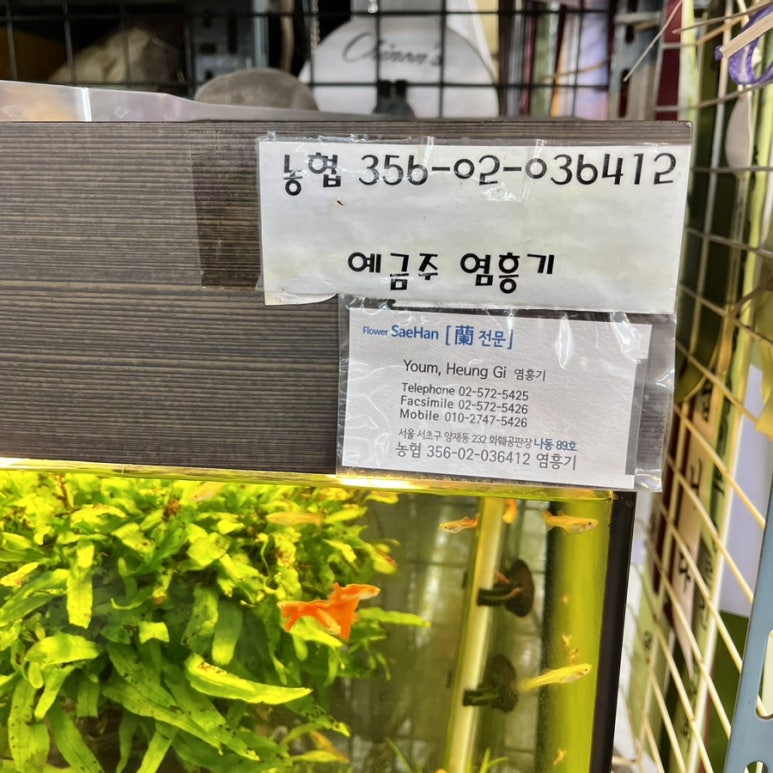 Chinon's
농협 356-02-036412
예금주 염흥기
Flower SaeHan [蘭 전문]
Youm, Heung Gi 염흥기
Telephone 02-572-5425
Facsimile 02-572-5426
Mobile 010-2747-5426
서울 서초구 양재동 232 화훼공판장 나동 89호
농협 356-02-036412 염흥기